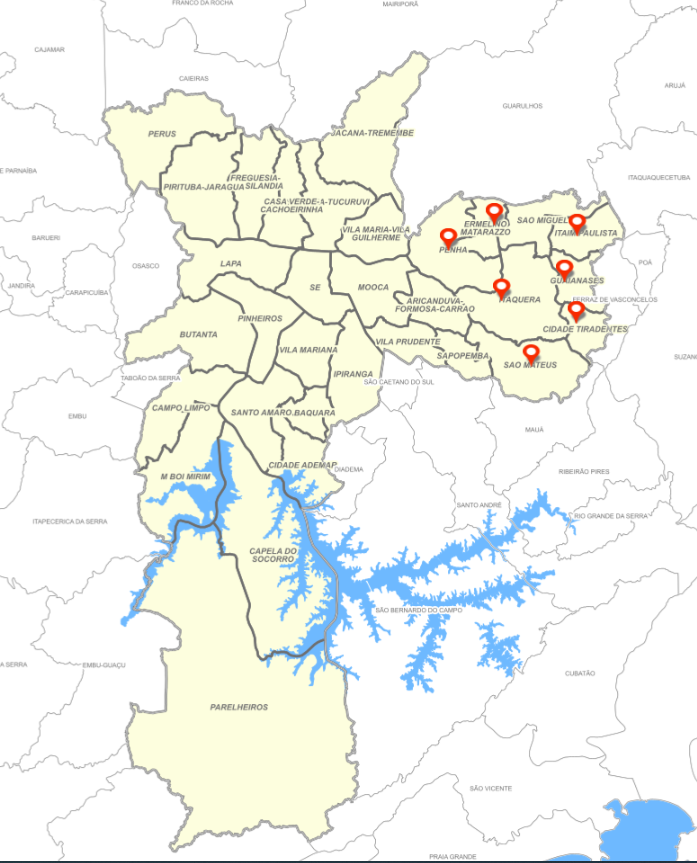 FRANCO DA ROCHA
MAIRIPORÃ
CAJAMAR
CAIEIRAS
ARUJÁ
GUARULHOS
PERUS
JACANA-TREMEMBE
E PARNAÍBA
ITAQUAQUECETUBA
FREGUESIA-
SILANDIA
PIRITUBA-JARAGUA
CASA VERDE-
CACHOEIRINHA
A-TUCURUVI
SAO MIGUEL
ERMELINO
MATARAZZO
ITAIM PAULISTA
VILA MARIA-VILA
GUILHERME
BARUERI
PENHA
OSASCO
LAPA
POÁ
GUAIANASES
JANDIRA
CARAPICUÍBA
SE
MOOCA
ITAQUERA
FERRAZ DE VASCONCELOS
ARICANDUVA-
FORMOSA-CARRAO
PINHEIROS
CIDADE TIRADENTES
BUTANTA
VILA PRUDENTE
VILA MARIANA
SAPOPEMBA
SUZANO
SAO MATEUS
IPIRANGA
TABOÃO DA SERRA
SÃO CAETANO DO SUL
CAMPO LIMPO
SANTO AMARO
BAQUARA
EMBU
MAUÁ
CIDADE ADEMAR
DIADEMA
RIBEIRÃO PIRES
M BOI MIRIM
SANTO ANDRÉ
RIO GRANDE DA SERRA
ITAPECERICA DA SERRA
CAPELA DO
SOCORRO
SÃO BERNARDO DO CAMPO
A SERRA
EMBU-GUAÇU
CUBATÃO
PARELHEIROS
SÃO VICENTE
PRAIA GRANDE